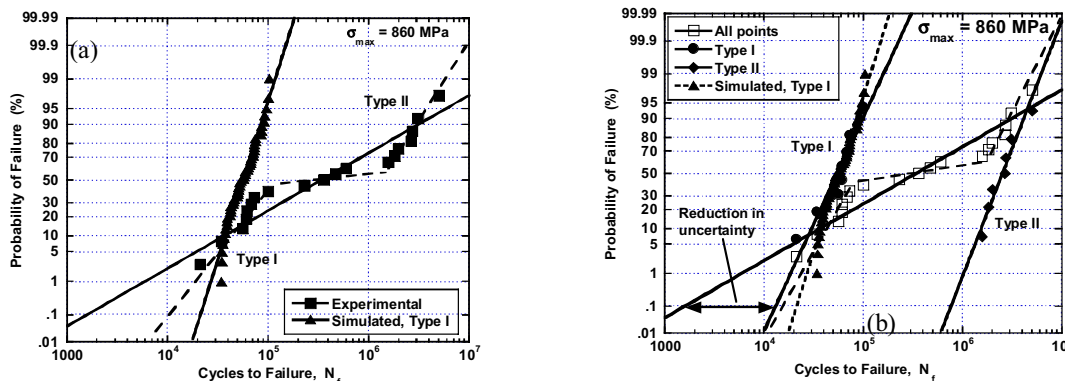 (a)
σmax = 860 MPa
Type II
Type I
Experimental
Simulated, Type I
Probability of Failure (%)
99.99
99.9
99
95
90
80
70
50
30
20
10
5
1
.1
.01
1000
10⁴
10⁵
10⁶
10⁷
Cycles to Failure, Nf
All points
Type I
Type II
Simulated, Type I
σmax = 860 MPa
Type I
Type II
Reduction in
uncertainty
(b)
Probability of Failure (%)
99.99
99.9
99
95
90
80
70
50
30
20
10
5
1
.1
.01
1000
10⁴
10⁵
10⁶
10⁷
Cycles to Failure, Nf